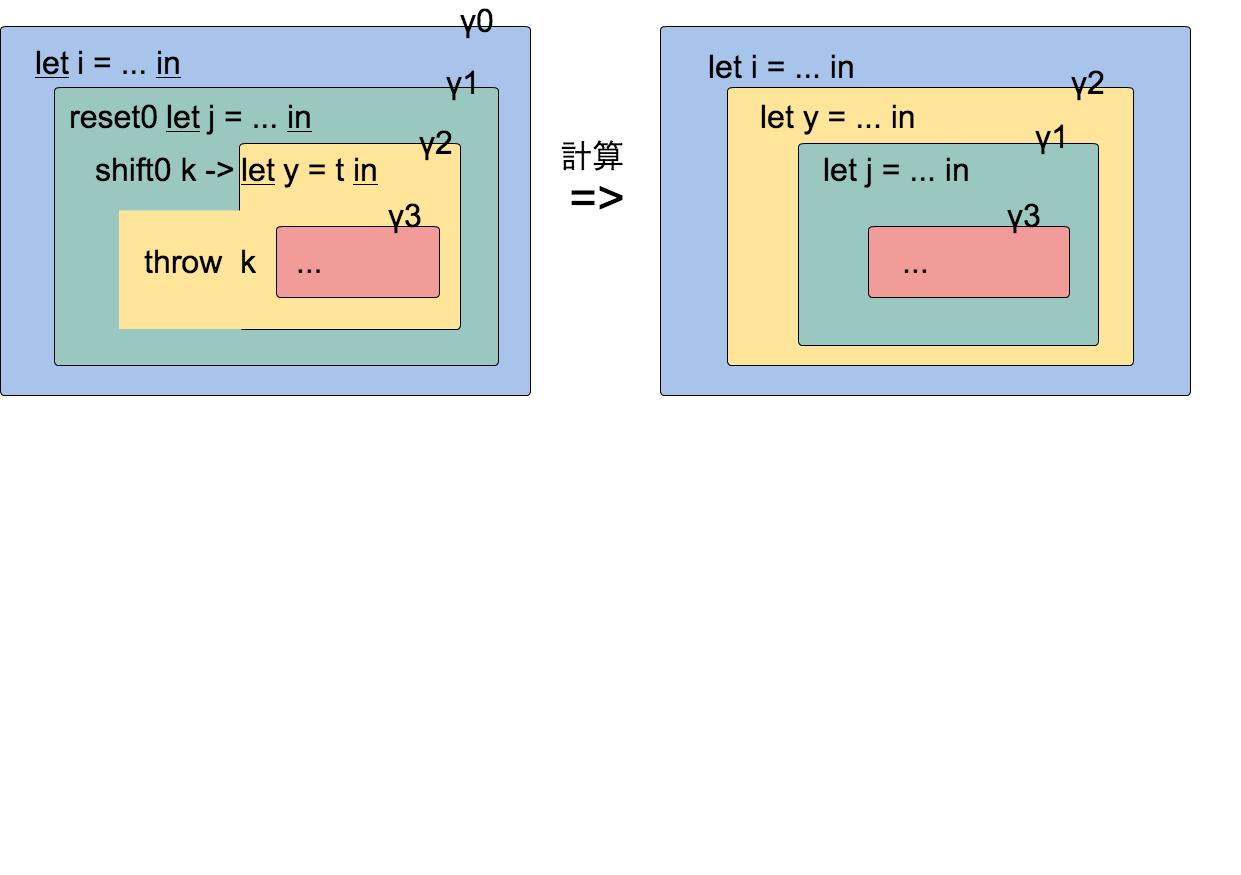 γ0
let i = ... in
γ1
reset0 let j = ... in
γ2
shift0 k -> let y = t in
γ3
throw k ...
計算
=>
let i = ... in
γ2
let y = ... in
γ1
let j = ... in
γ3
...